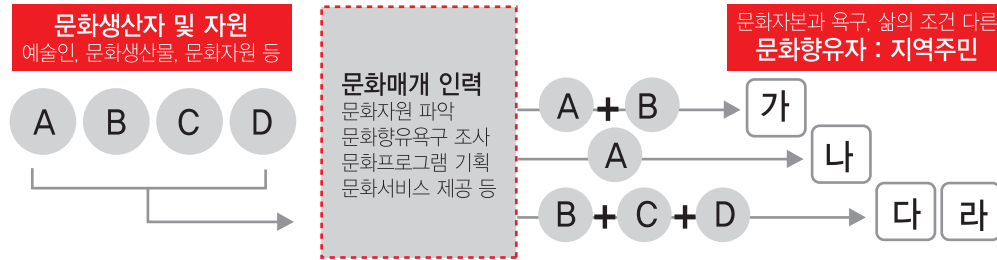 문화생산자 및 자원
예술인, 문화생산물, 문화자원 등
A B C D
문화매개 인력
문화자원 파악
문화향유욕구 조사
문화프로그램 기획
문화서비스 제공 등
문화자본과 욕구, 삶의 조건 다른
문화향유자 : 지역주민
A + B 가
A 나
B + C + D 다 라